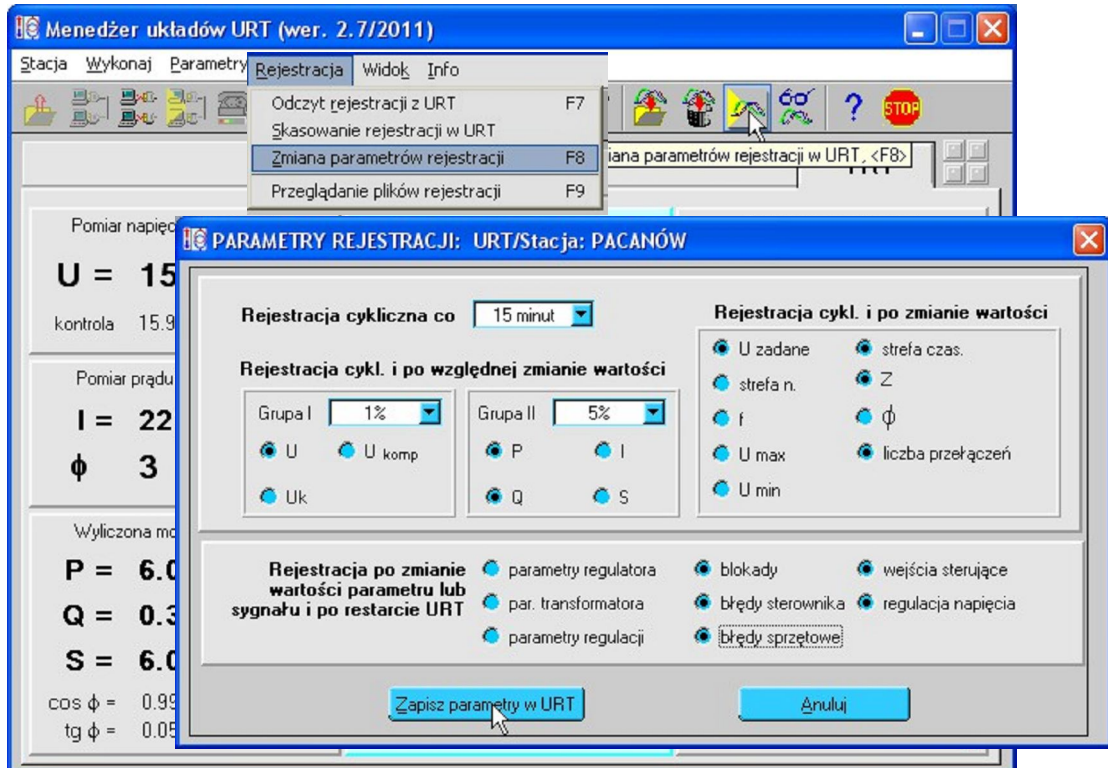 Menedżer układów URT (wer. 2.7/2011)
Stacja Wykonaj Parametry Rejestracja Widok Info
Odczyt rejestracji z URT F7
Skasowanie rejestracji w URT
Zmiana parametrów rejestracji F8
Przeglądanie plików rejestracji F9
? STOP
parametrów rejestracji w URT, <F8>
Pomiar
U = 15
kontrola 15.9
Pomiar prądu
I = 22
ϕ 3
Wyliczona
P = 6.0
Q = 0.3
S = 6.0
cos ϕ = 0.99
tg ϕ = 0.05
PARAMETRY REJESTRACJI: URT/Stacja: PACANÓW
Rejestracja cykliczna co 15 minut
Rejestracja cykl. i po względnej zmianie wartości
Grupa I 1%
U U komp
Uk
Grupa II 5%
P I
Q S
Rejestracja cykl. i po zmianie wartości
U zadane strefa czas.
strefa n. Z
f ϕ
U max liczba przełączeń
U min
Rejestracja po zmianie
wartości parametru lub
sygnału i po restarcie URT
parametry regulatora blokady wejścia sterujące
par. transformatora błędy sterownika regulacja napięcia
parametry regulacji błędy sprzętowe
Zapisz parametry w URT Anuluj